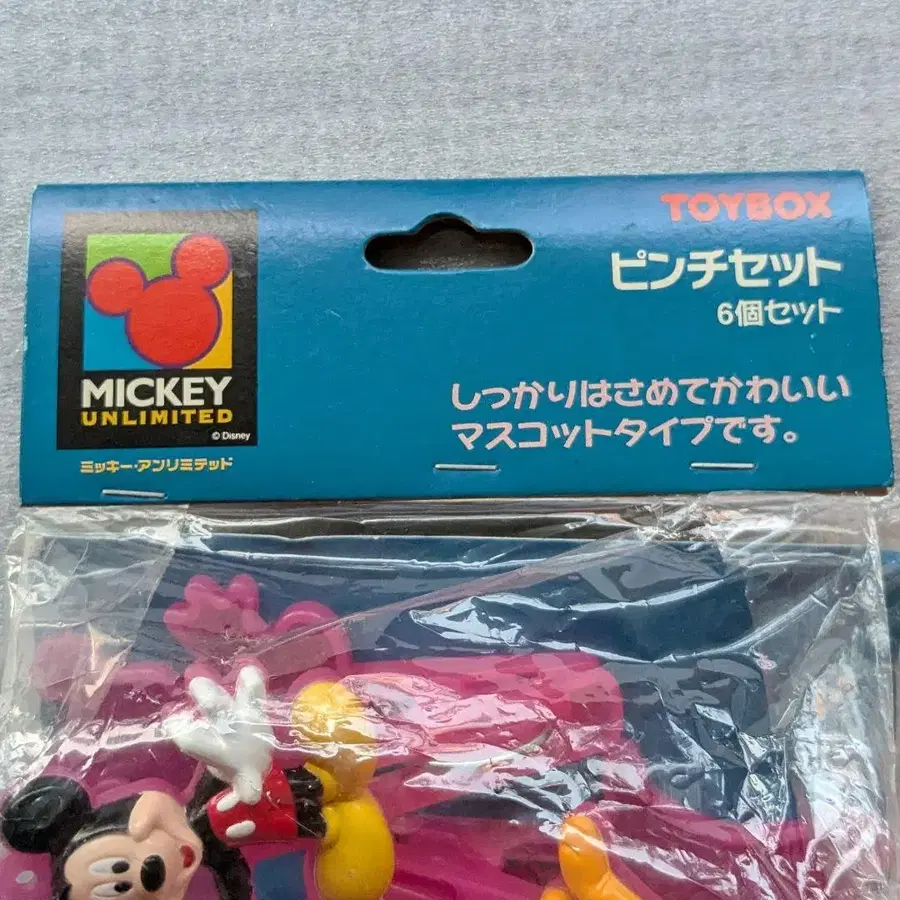 TOYBOX
ピンチセット
6個セット
しっかりはさめてかわいい
マスコットタイプです。
MICKEY
UNLIMITED
© Disney
ミッキー・アンリミテッド